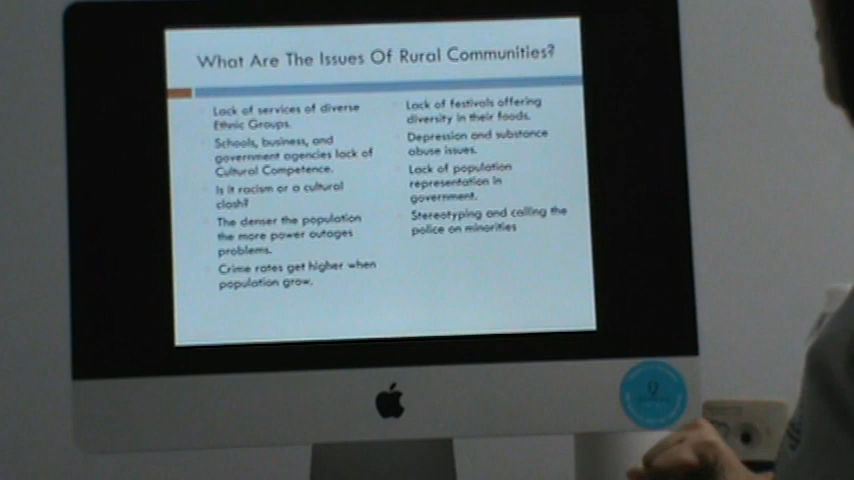 What Are The Issues Of Rural Communities?
Lack of services of diverse
Ethnic Groups.
Schools, business, and
government agencies lack of
Cultural Competence.
Is it racism or a cultural
clash?
The denser the population
the more power outages
problems.
Crime rates get higher when
population grow.
Lack of festivals offering
diversity in their foods.
Depression and substance
abuse issues.
Lack of population
representation in
government.
Stereotyping and calling the
police on minorities